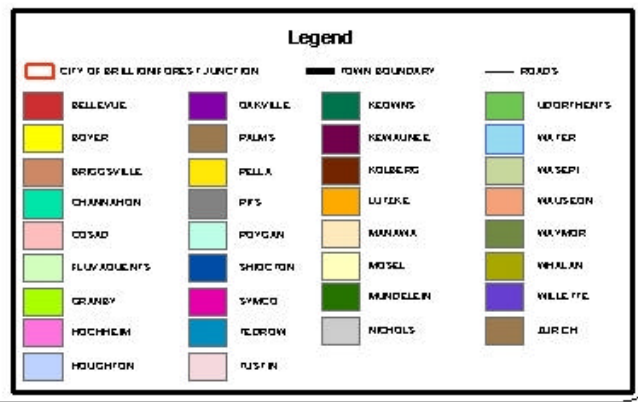 Legend
CITY OF BRILLION/FOREST JUNCTION TOWN BOUNDARY ROADS
BELLEVUE OAKVILLE KEOWNS UDORTHENTS
BOYER PALMS KEWAUNEE WATER
BRIGGSVILLE PELLA KOLBERG WASEPI
CHANNAHON PITS LUTZKE WAUSEON
COSAD POYGAN MANAWA WAYMOR
FLUVAQUENTS SHIOCTON MOSEL WHALAN
GRANBY SYMCO MUNDELEIN WILLETTE
HOCHHEIM TEDROW NICHOLS ZURICH
HOUGHTON TUSTIN